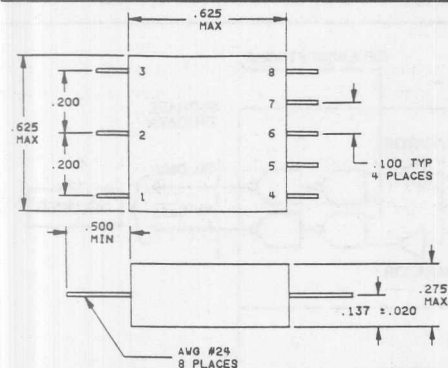 .625
MAX
3
8
.200
7
.625
MAX
2
6
.200
.100 TYP
4 PLACES
5
1
4
.500
MIN
.275
MAX
.137 ±.020
AWG #24
8 PLACES